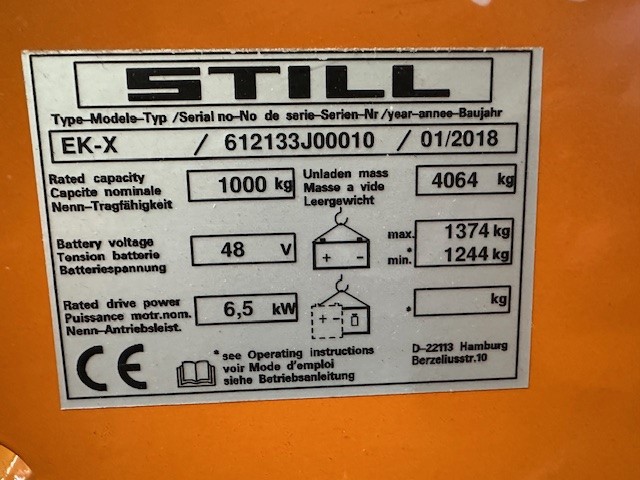 STILL
Type-Modele-Typ /Serial no-No de serie-Serien-Nr /year-annee-Baujahr
EK-X / 612133J00010 / 01/2018
Rated capacity
Capcite nominale
Nenn-Tragfähigkeit
1000 kg
Unladen mass
Masse a vide
Leergewicht
4064 kg
Battery voltage
Tension batterie
Batteriespannung
48 V
+ -
max. 1374 kg
* min. 1244 kg
Rated drive power
Puissance motr.nom.
Nenn-Antriebsleist.
6,5 kW
+ -
* kg
CE
* see Operating instructions
voir Mode d'emploi
siehe Betriebsanleitung
D-22113 Hamburg
Berzeliusstr.10